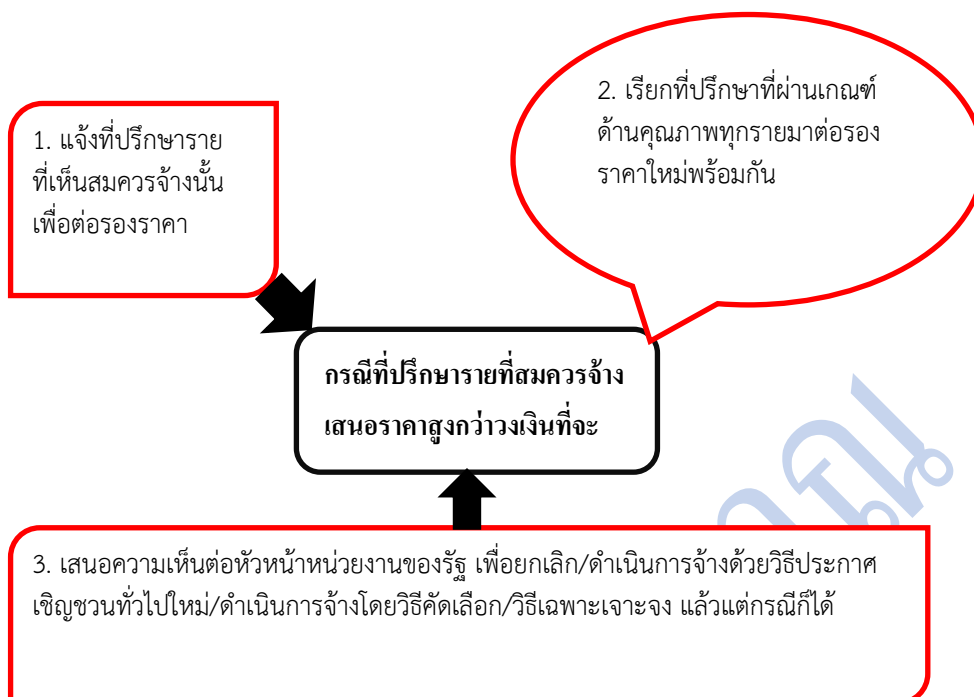 1. แจ้งที่ปรึกษาราย
ที่เห็นสมควรจ้างนั้น
เพื่อต่อรองราคา
2. เรียกที่ปรึกษาที่ผ่านเกณฑ์
ด้านคุณภาพทุกรายมาต่อรอง
ราคาใหม่พร้อมกัน
กรณีที่ปรึกษารายที่สมควรจ้าง
เสนอราคาสูงกว่าวงเงินที่จะ
3. เสนอความเห็นต่อหัวหน้าหน่วยงานของรัฐ เพื่อยกเลิก/ดำเนินการจ้างด้วยวิธีประกาศ
เชิญชวนทั่วไปใหม่/ดำเนินการจ้างโดยวิธีคัดเลือก/วิธีเฉพาะเจาะจง แล้วแต่กรณีก็ได้